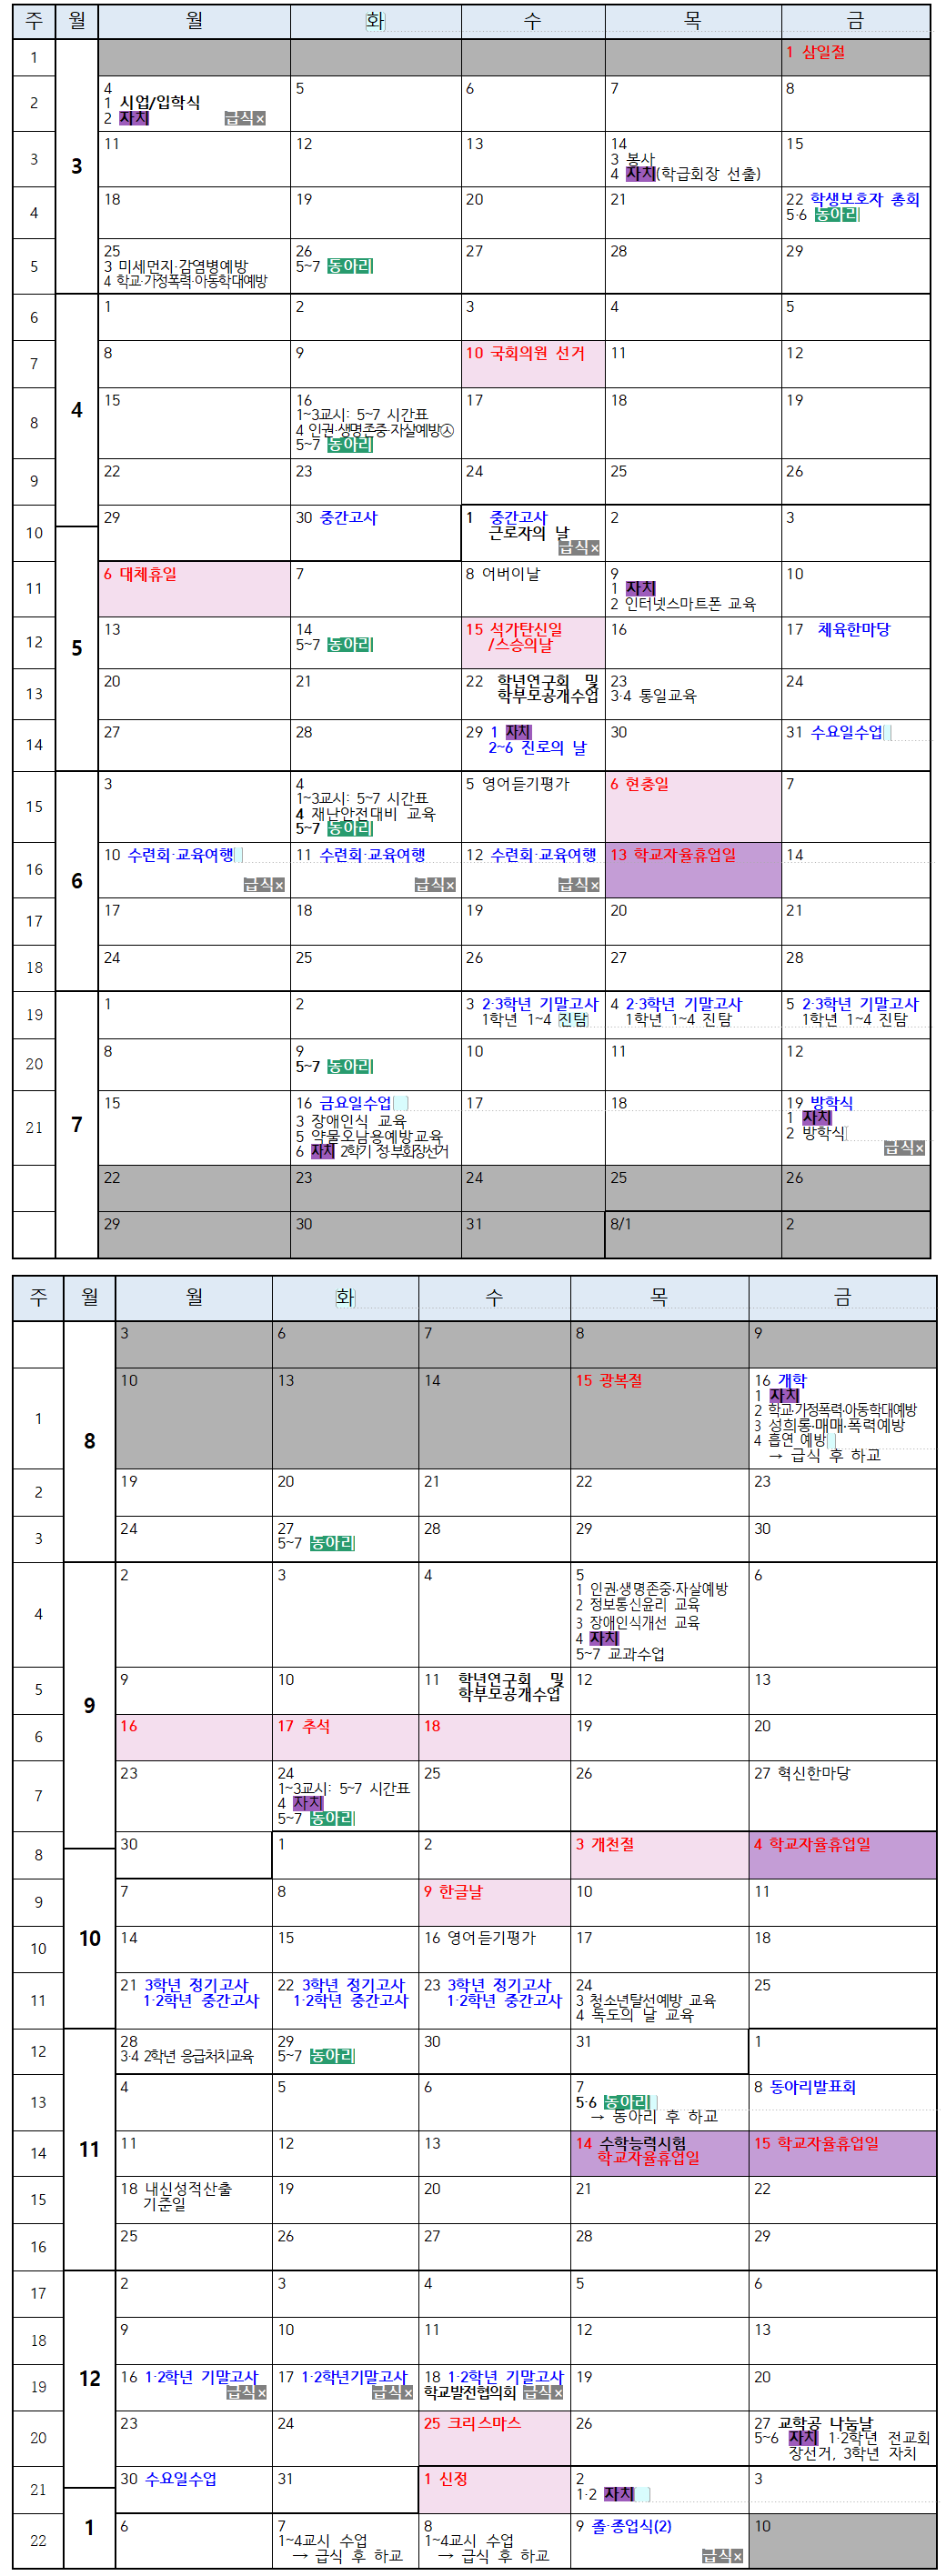 주 월 월 화 수 목 금
1 1 삼일절
2 4 5 6 7 8
1 시업/입학식
2 자치 급식×
3
3 11 12 13 14 15
3 봉사
4 자치(학급회장 선출)
4 18 19 20 21 22 학생보호자 총회
5·6 동아리
5 25 26 27 28 29
3 미세먼지·감염병예방 5~7 동아리
4 학교·가정폭력·아동학대예방
6 1 2 3 4 5
7 8 9 10 국회의원 선거 11 12
4
8 15 16 17 18 19
1~3교시: 5~7 시간표
4 인권·생명존중·자살예방㉦
5~7 동아리
9 22 23 24 25 26
10 29 30 중간고사 1 중간고사 2 3
근로자의 날
급식×
11 6 대체휴일 7 8 어버이날 9 10
1 자치
2 인터넷스마트폰 교육
5
12 13 14 15 석가탄신일 16 17 체육한마당
5~7 동아리 /스승의날
13 20 21 22 학년연구회 및 23 24
학부모공개수업 3·4 통일교육
14 27 28 29 1 자치 30 31 수요일수업
2~6 진로의 날
15 3 4 5 영어듣기평가 6 현충일 7
1~3교시: 5~7 시간표
4 재난안전대비 교육
5~7 동아리
6
16 10 수련회·교육여행 11 수련회·교육여행 12 수련회·교육여행 13 학교자율휴업일 14
급식× 급식× 급식×
17 17 18 19 20 21
18 24 25 26 27 28
19 1 2 3 2·3학년 기말고사 4 2·3학년 기말고사 5 2·3학년 기말고사
1학년 1~4 진탐 1학년 1~4 진탐 1학년 1~4 진탐
20 8 9 10 11 12
5~7 동아리
7
21 15 16 금요일수업 17 18 19 방학식
3 장애인식 교육 1 자치
5 약물오남용예방교육 2 방학식
6 자치 2학기 정·부회장선거 급식×
22 23 24 25 26
29 30 31 8/1 2
주 월 월 화 수 목 금
3 6 7 8 9
8
1 10 13 14 15 광복절 16 개학
1 자치
2 학교·가정폭력·아동학대예방
3 성희롱·매매·폭력예방
4 흡연 예방
→ 급식 후 하교
2 19 20 21 22 23
3 24 27 28 29 30
5~7 동아리
4 2 3 4 5 6
1 인권·생명존중·자살예방
2 정보통신윤리 교육
3 장애인식개선 교육
4 자치
5~7 교과수업
9
5 9 10 11 학년연구회 및 12 13
학부모공개수업
6 16 17 추석 18 19 20
7 23 24 25 26 27 혁신한마당
1~3교시: 5~7 시간표
4 자치
5~7 동아리
8 30 1 2 3 개천절 4 학교자율휴업일
9 7 8 9 한글날 10 11
10
10 14 15 16 영어듣기평가 17 18
11 21 3학년 정기고사 22 3학년 정기고사 23 3학년 정기고사 24 25
1·2학년 중간고사 1·2학년 중간고사 1·2학년 중간고사 3 청소년탈선예방 교육
4 독도의 날 교육
12 28 29 30 31 1
3·4 2학년 응급처치교육 5~7 동아리
13 4 5 6 7 8 동아리발표회
5·6 동아리
→ 동아리 후 하교
11
14 11 12 13 14 수학능력시험 15 학교자율휴업일
학교자율휴업일
15 18 내신성적산출 19 20 21 22
기준일
16 25 26 27 28 29
17 2 3 4 5 6
18 9 10 11 12 13
12
19 16 1·2학년 기말고사 17 1·2학년기말고사 18 1·2학년 기말고사 19 20
급식× 급식× 학교발전협의회 급식×
20 23 24 25 크리스마스 26 27 교학공 나눔날
5~6 자치 1·2학년 전교회
장선거, 3학년 자치
21 30 수요일수업 31 1 신정 2 3
1·2 자치
1
22 6 7 8 9 졸·종업식(2) 10
1~4교시 수업 1~4교시 수업
→ 급식 후 하교 → 급식 후 하교 급식×